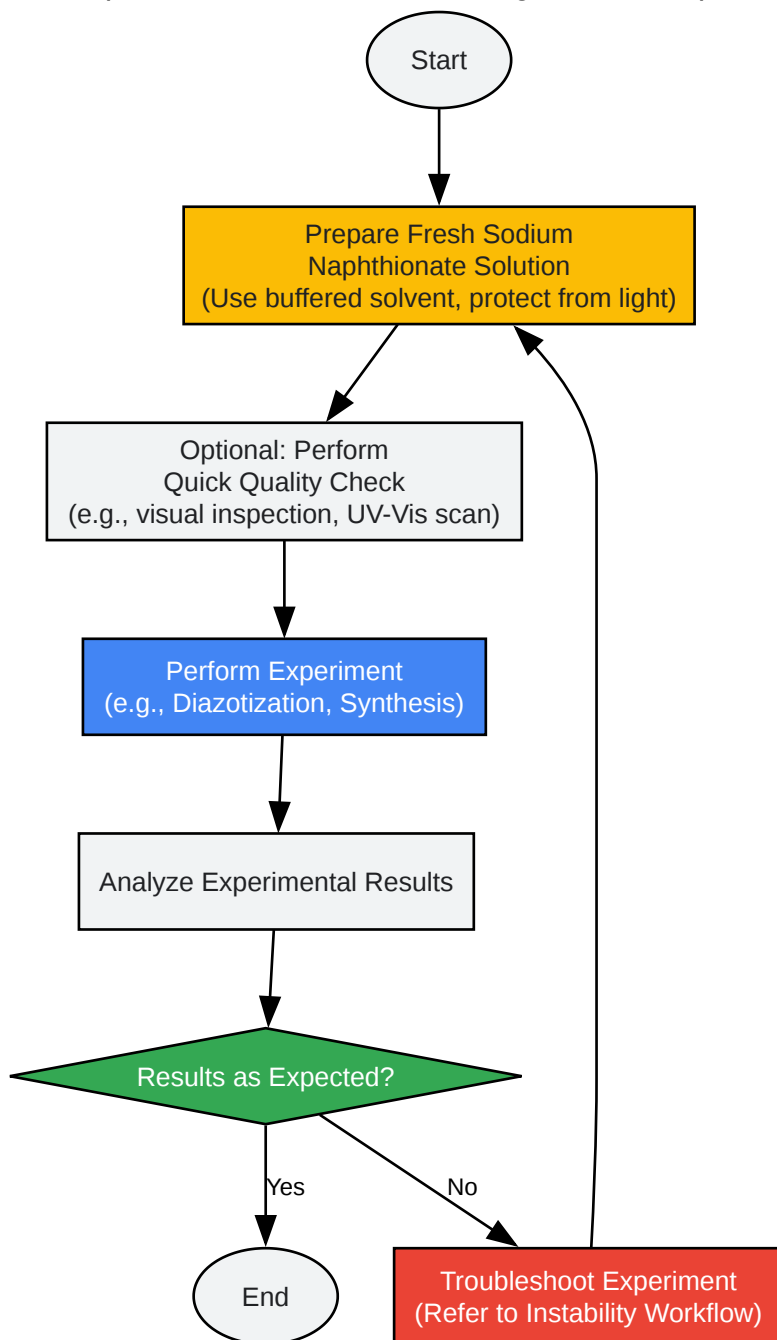 Start
Prepare Fresh Sodium
Naphthionate Solution
(Use buffered solvent, protect from light)
Optional: Perform
Quick Quality Check
(e.g., visual inspection, UV-Vis scan)
Perform Experiment
(e.g., Diazotization, Synthesis)
Analyze Experimental Results
Results as Expected?
Yes
No
End
Troubleshoot Experiment
(Refer to Instability Workflow)